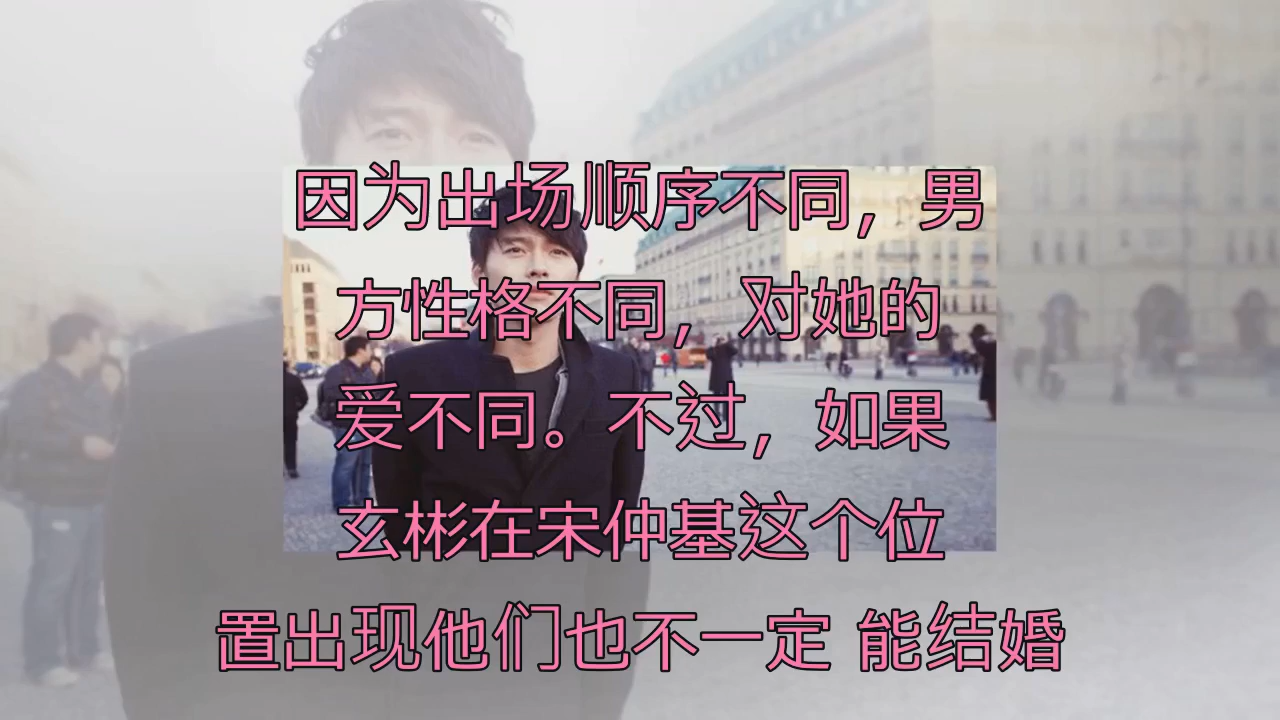 因为出场顺序不同，男
方性格不同，对她的
爱不同。不过，如果
玄彬在宋仲基这个位
置出现他们也不一定 能结婚